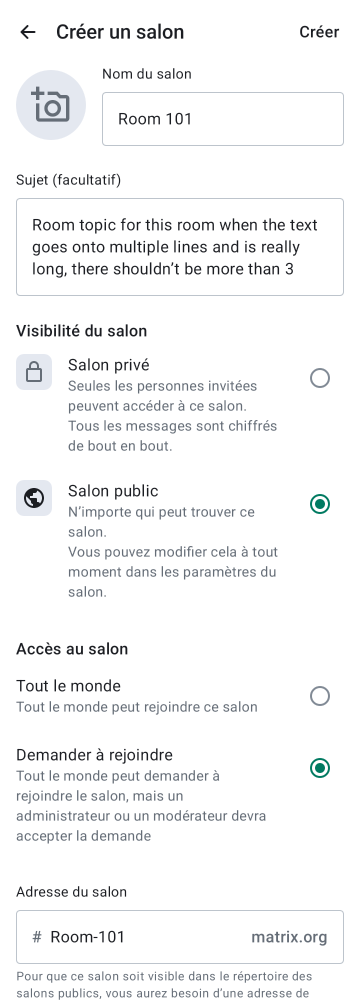 Créer un salon
Créer
Nom du salon
Room 101
Sujet (facultatif)
Room topic for this room when the text
goes onto multiple lines and is really
long, there shouldn’t be more than 3
Visibilité du salon
Salon privé
Seules les personnes invitées
peuvent accéder à ce salon.
Tous les messages sont chiffrés
de bout en bout.
Salon public
N’importe qui peut trouver ce
salon.
Vous pouvez modifier cela à tout
moment dans les paramètres du
salon.
Accès au salon
Tout le monde
Tout le monde peut rejoindre ce salon
Demander à rejoindre
Tout le monde peut demander à
rejoindre le salon, mais un
administrateur ou un modérateur devra
accepter la demande
Adresse du salon
# Room-101 matrix.org
Pour que ce salon soit visible dans le répertoire des
salons publics, vous aurez besoin d’une adresse de